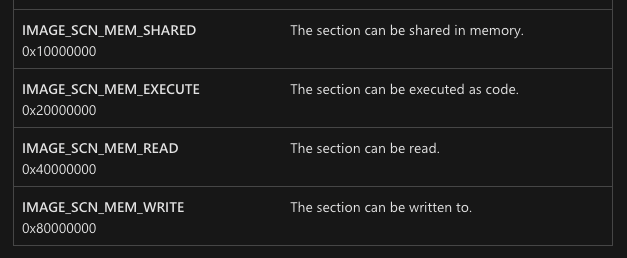 IMAGE_SCN_MEM_SHARED The section can be shared in memory.
0x10000000
IMAGE_SCN_MEM_EXECUTE The section can be executed as code.
0x20000000
IMAGE_SCN_MEM_READ The section can be read.
0x40000000
IMAGE_SCN_MEM_WRITE The section can be written to.
0x80000000